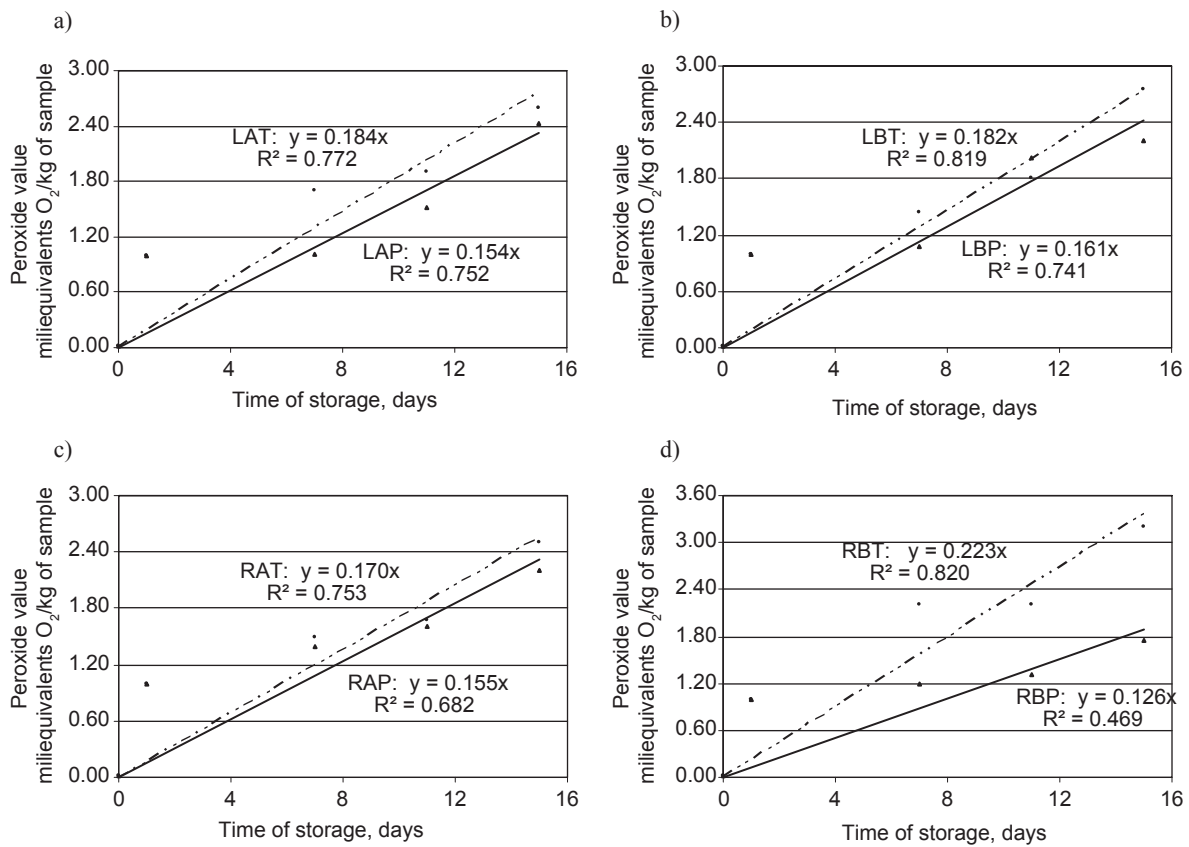 a)
Peroxide value
miliequivalents O₂/kg of sample
3.00
2.40
1.80
1.20
0.60
0.00
LAT: y = 0.184x
R² = 0.772
LAP: y = 0.154x
R² = 0.752
0 4 8 12 16
Time of storage, days
b)
Peroxide value
miliequivalents O₂/kg of sample
3.00
2.40
1.80
1.20
0.60
0.00
LBT: y = 0.182x
R² = 0.819
LBP: y = 0.161x
R² = 0.741
0 4 8 12 16
Time of storage, days
c)
Peroxide value
miliequivalents O₂/kg of sample
3.00
2.40
1.80
1.20
0.60
0.00
RAT: y = 0.170x
R² = 0.753
RAP: y = 0.155x
R² = 0.682
0 4 8 12 16
Time of storage, days
d)
Peroxide value
miliequivalents O₂/kg of sample
3.60
3.00
2.40
1.80
1.20
0.60
0.00
RBT: y = 0.223x
R² = 0.820
RBP: y = 0.126x
R² = 0.469
0 4 8 12 16
Time of storage, days